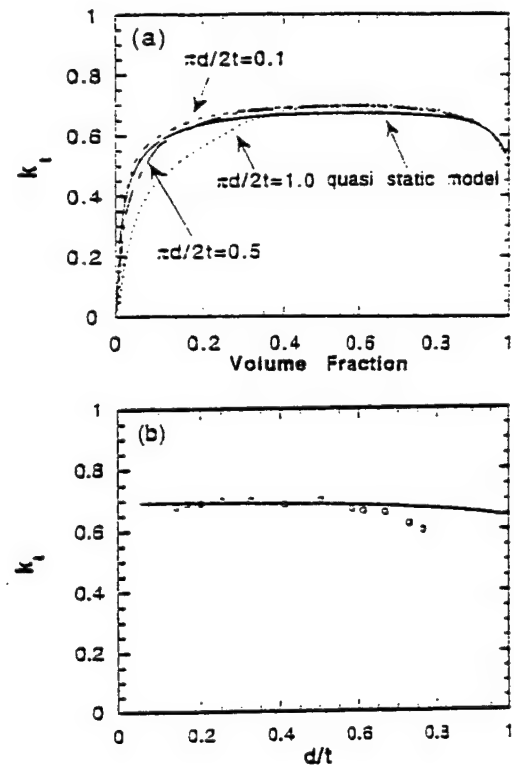 (a)
πd/2t=0.1
πd/2t=1.0 quasi static model
πd/2t=0.5
k_t
1
0.8
0.6
0.4
0.2
0
0 0.2 0.4 0.6 0.8 1
Volume Fraction
(b)
k_t
1
0.8
0.6
0.4
0.2
0
0 0.2 0.4 0.6 0.8 1
d/t